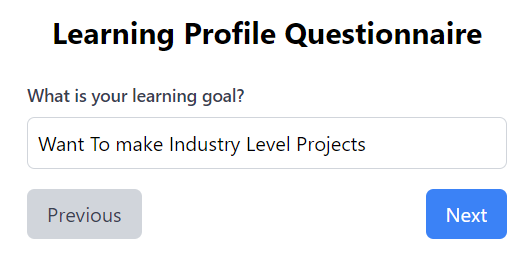 Learning Profile Questionnaire
What is your learning goal?
Want To make Industry Level Projects
Previous
Next